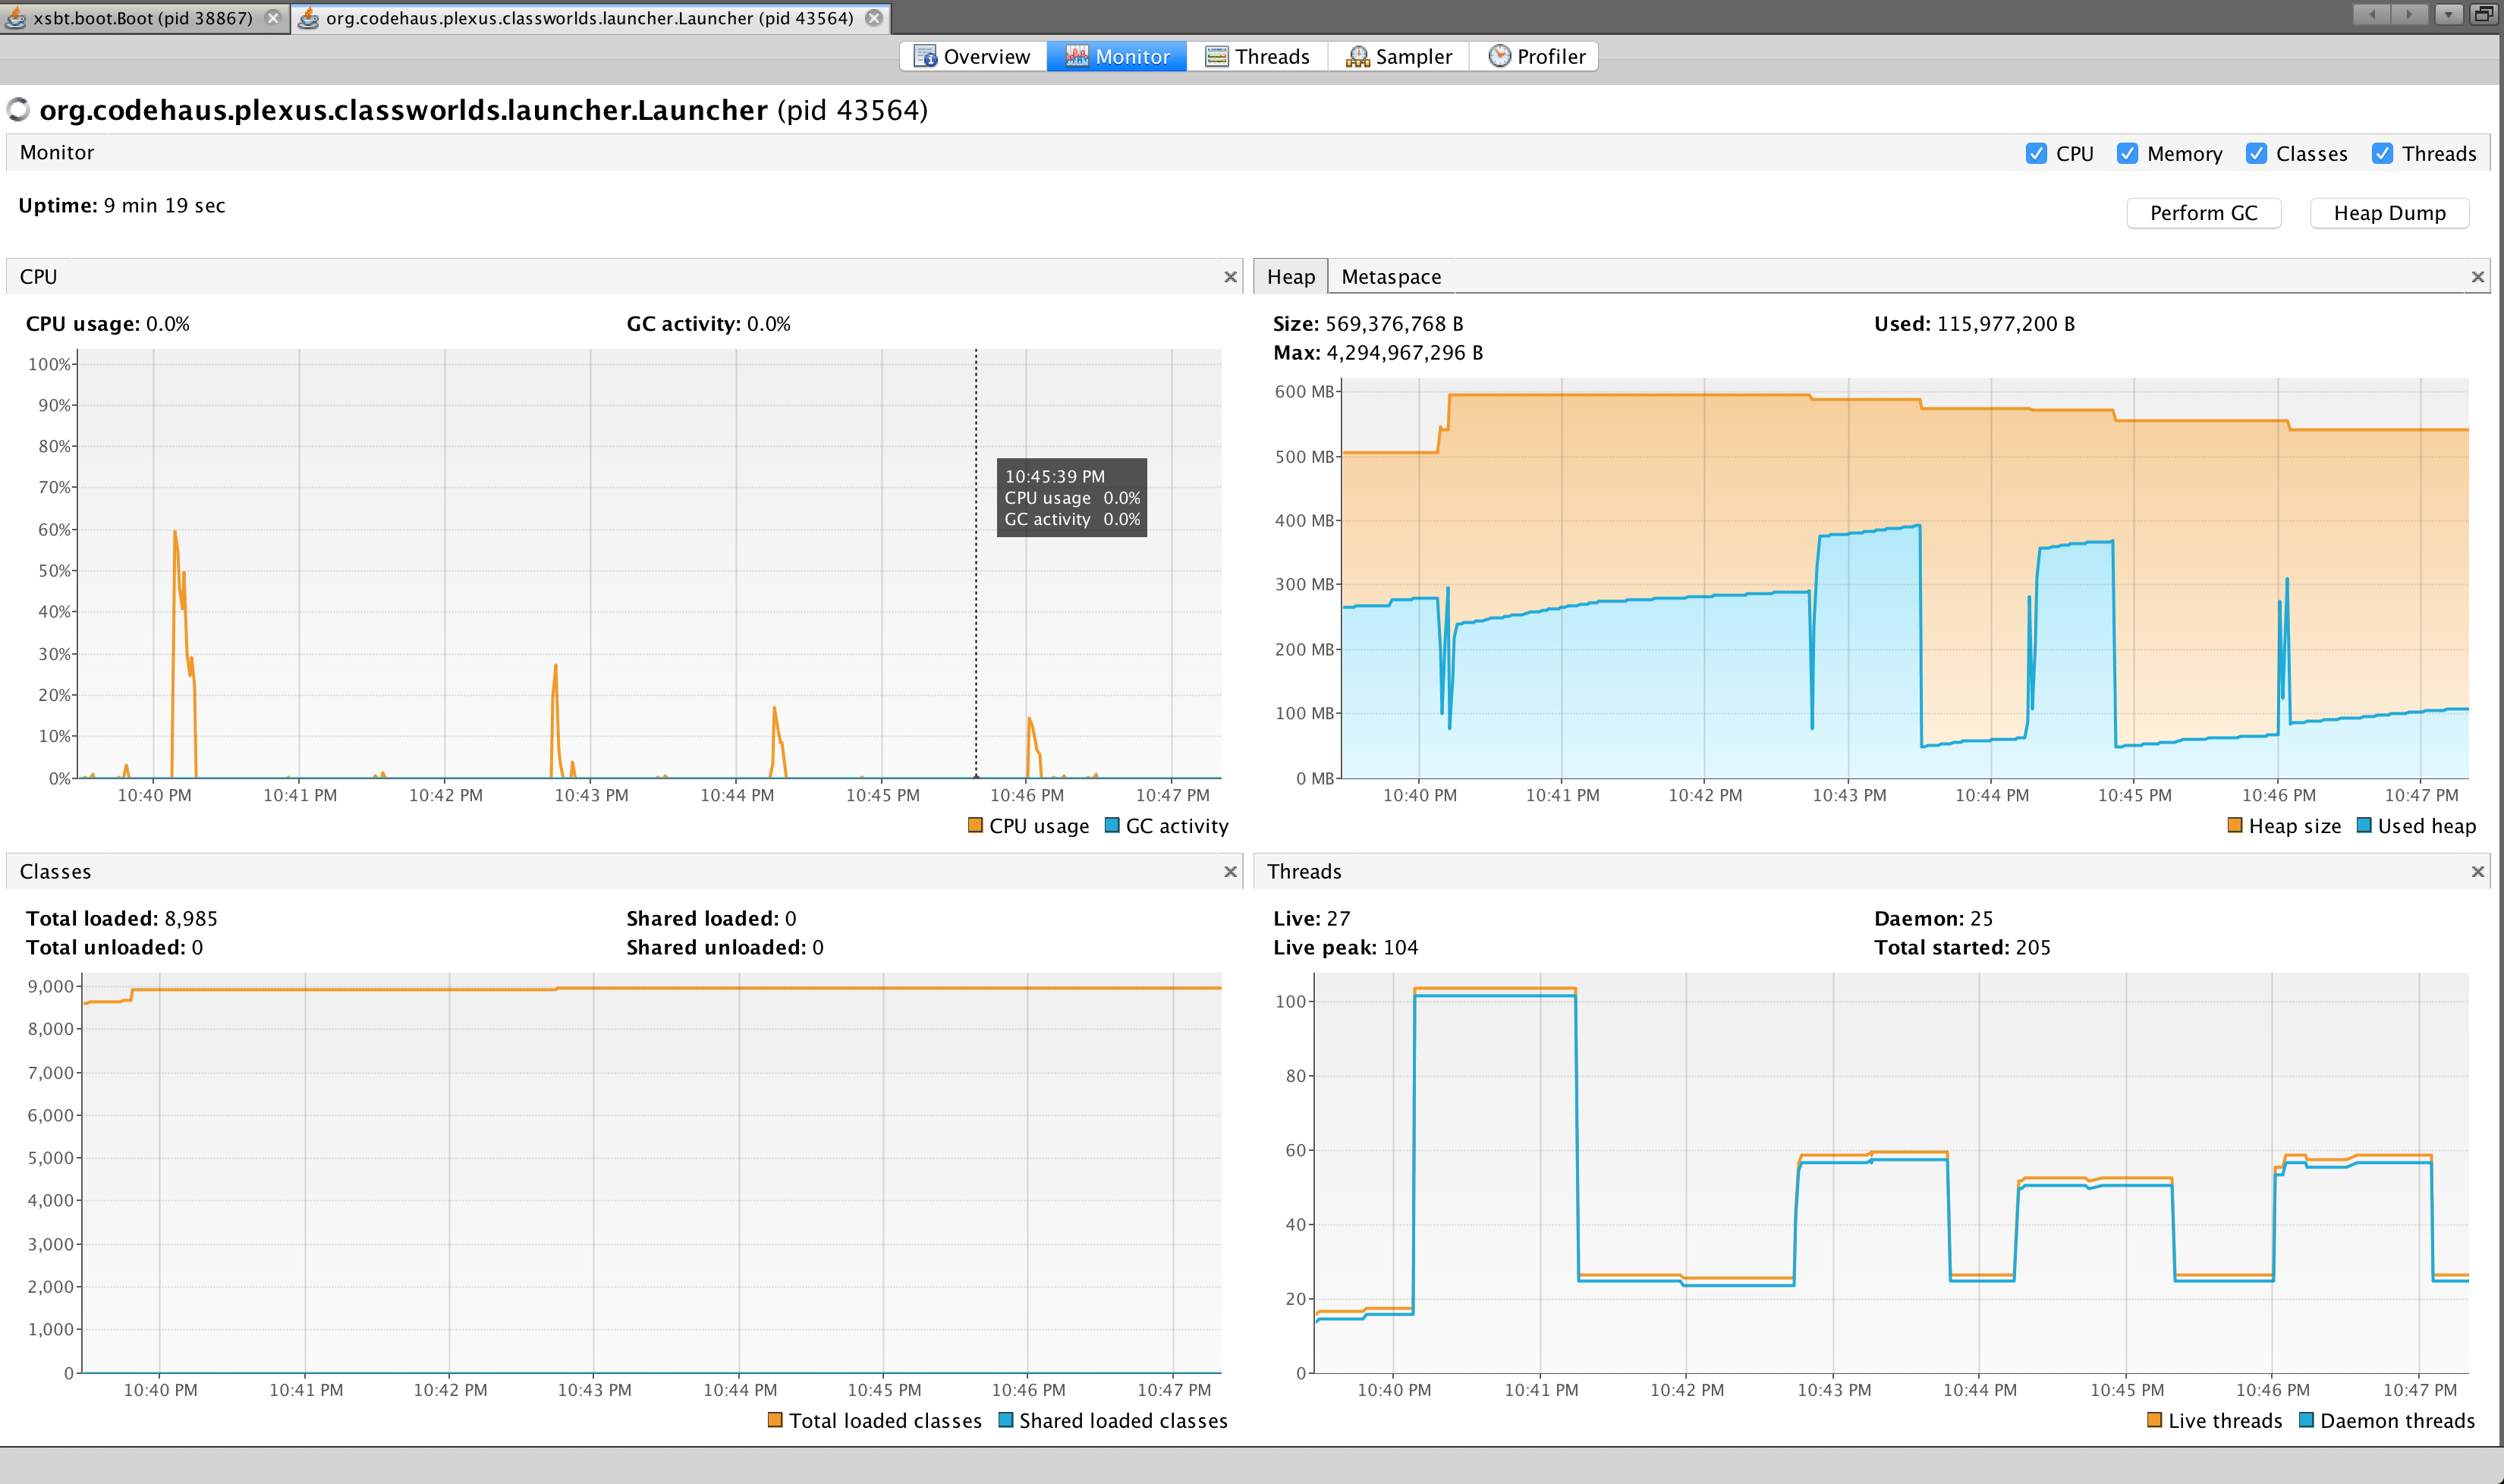 xsbt.boot.Boot (pid 38867)
org.codehaus.plexus.classworlds.launcher.Launcher (pid 43564)
Overview
Monitor
Threads
Sampler
Profiler
org.codehaus.plexus.classworlds.launcher.Launcher (pid 43564)
Monitor
CPU
Memory
Classes
Threads
Uptime: 9 min 19 sec
Perform GC
Heap Dump
CPU
CPU usage: 0.0%
GC activity: 0.0%
100%
90%
80%
70%
60%
50%
40%
30%
20%
10%
0%
10:45:39 PM
CPU usage 0.0%
GC activity 0.0%
10:40 PM
10:41 PM
10:42 PM
10:43 PM
10:44 PM
10:45 PM
10:46 PM
10:47 PM
CPU usage
GC activity
Heap
Metaspace
Size: 569,376,768 B
Used: 115,977,200 B
Max: 4,294,967,296 B
600 MB
500 MB
400 MB
300 MB
200 MB
100 MB
0 MB
10:40 PM
10:41 PM
10:42 PM
10:43 PM
10:44 PM
10:45 PM
10:46 PM
10:47 PM
Heap size
Used heap
Classes
Total loaded: 8,985
Shared loaded: 0
Total unloaded: 0
Shared unloaded: 0
9,000
8,000
7,000
6,000
5,000
4,000
3,000
2,000
1,000
0
10:40 PM
10:41 PM
10:42 PM
10:43 PM
10:44 PM
10:45 PM
10:46 PM
10:47 PM
Total loaded classes
Shared loaded classes
Threads
Live: 27
Daemon: 25
Live peak: 104
Total started: 205
100
80
60
40
20
0
10:40 PM
10:41 PM
10:42 PM
10:43 PM
10:44 PM
10:45 PM
10:46 PM
10:47 PM
Live threads
Daemon threads